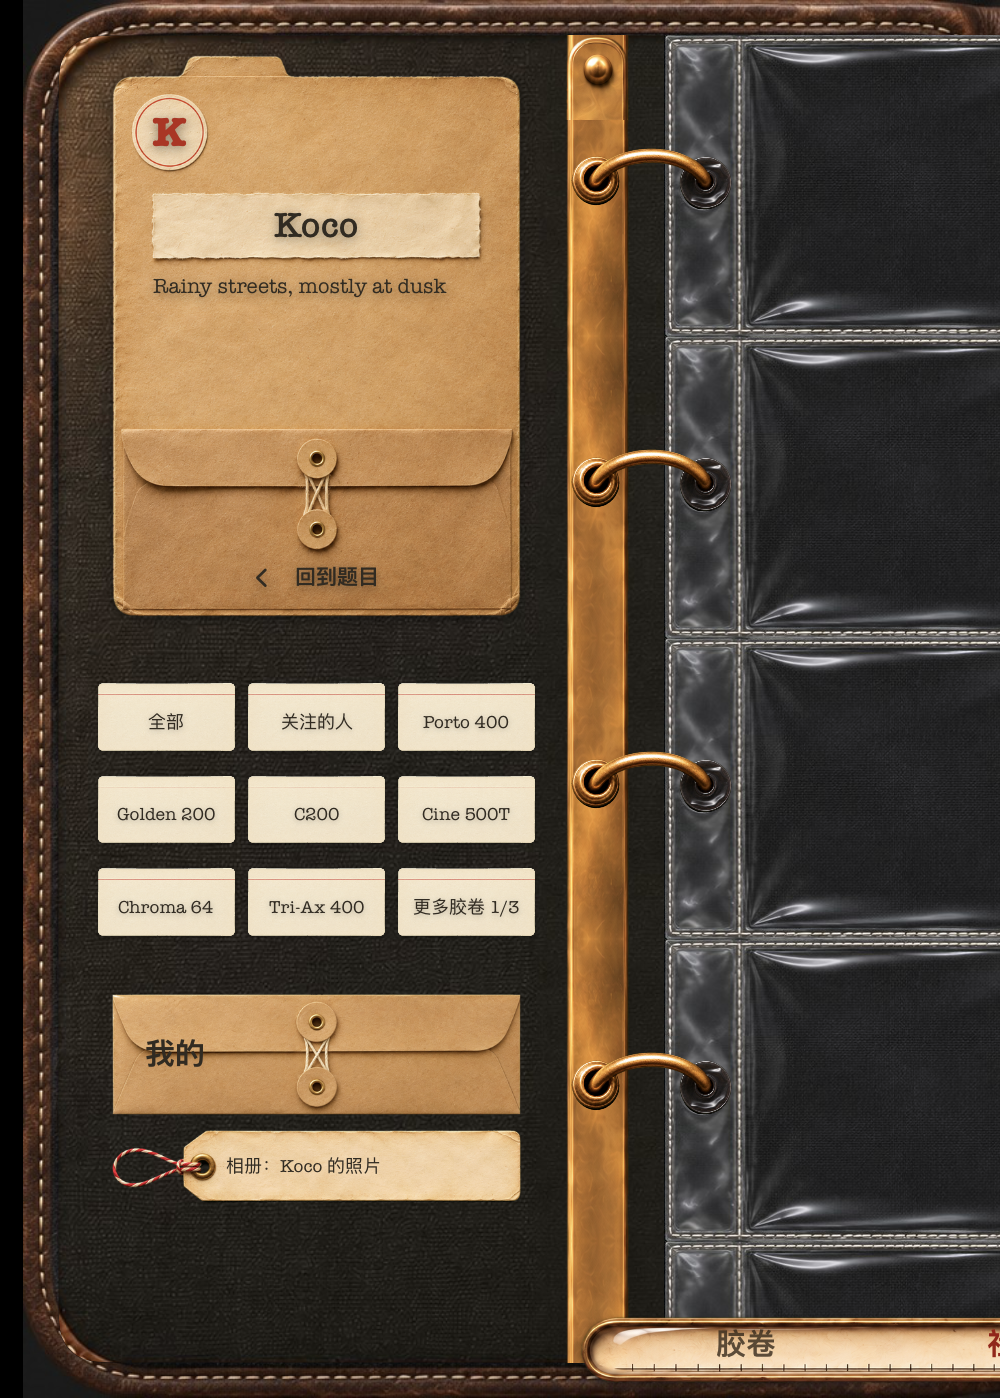 K
Koco
Rainy streets, mostly at dusk
回到题目
全部
关注的人
Porto 400
Golden 200
C200
Cine 500T
Chroma 64
Tri-Ax 400
更多胶卷 1/3
我的
相册：Koco 的照片
胶卷